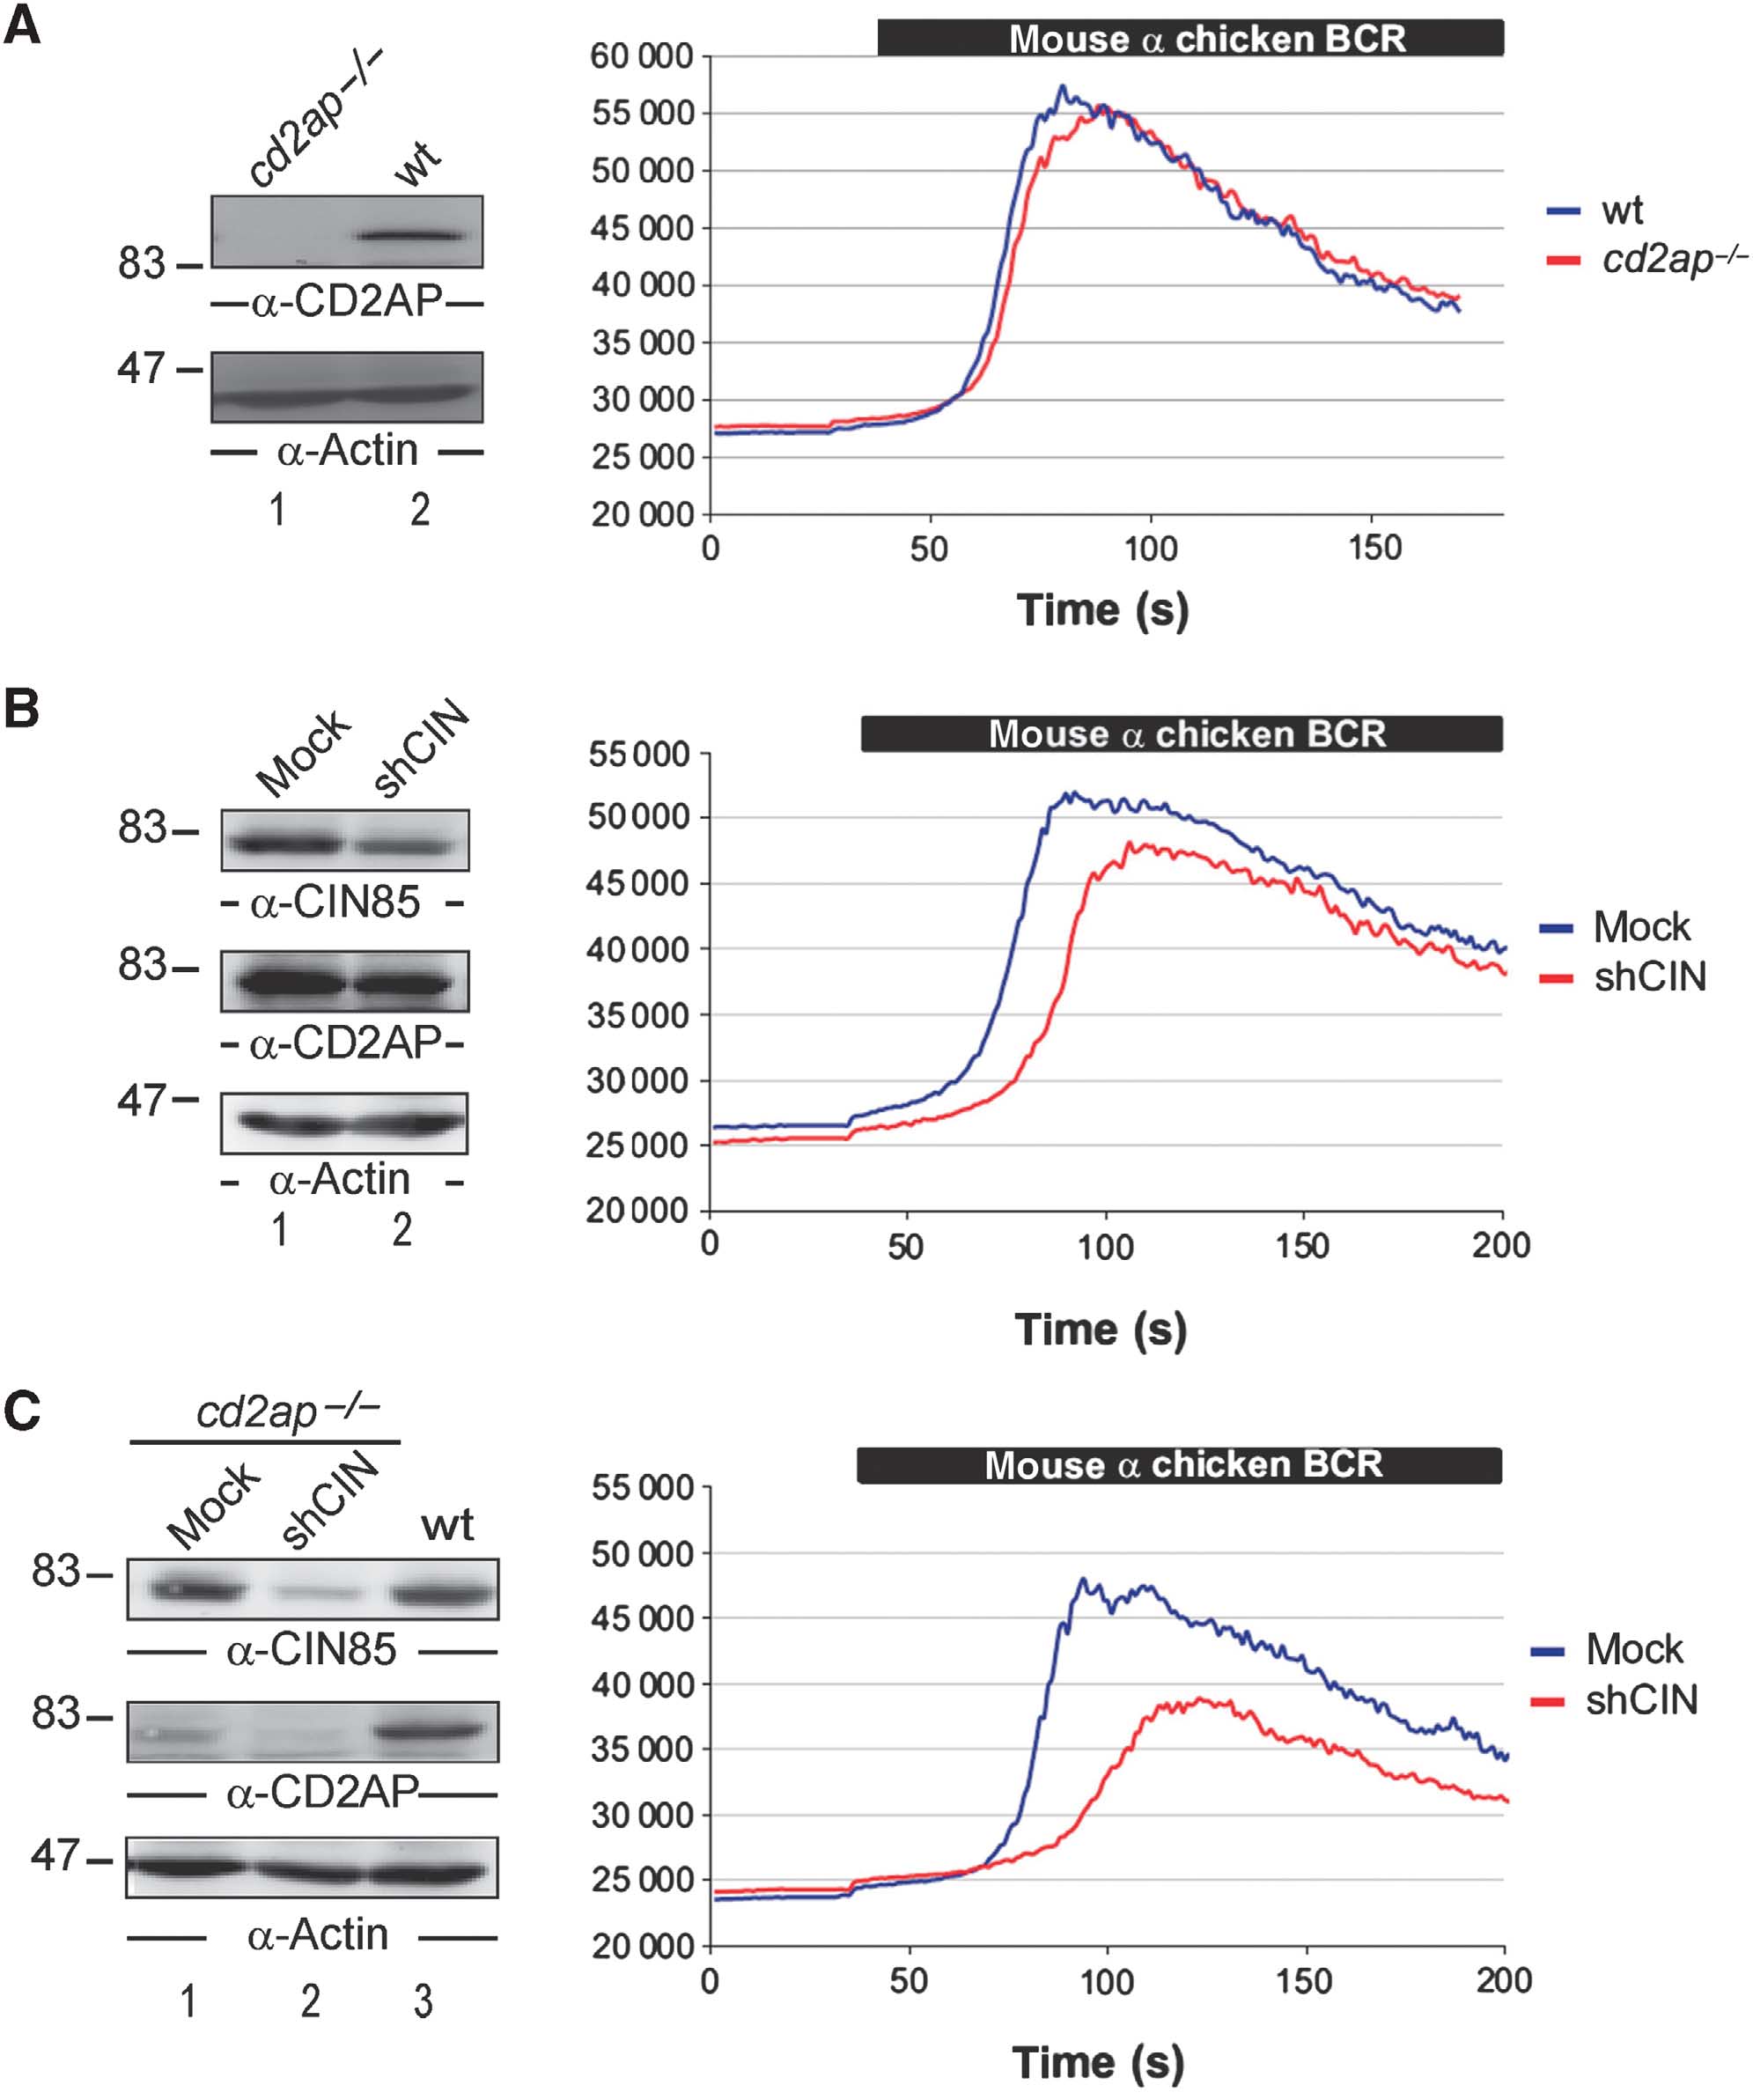 A
cd2ap–/–
wt
83
α-CD2AP
47
α-Actin
1 2
Mouse α chicken BCR
60 000
55 000
50 000
45 000
40 000
35 000
30 000
25 000
20 000
0 50 100 150
Time (s)
wt
cd2ap–/–
B
Mock
shCIN
83
α-CIN85
83
α-CD2AP
47
α-Actin
1 2
Mouse α chicken BCR
55 000
50 000
45 000
40 000
35 000
30 000
25 000
20 000
0 50 100 150 200
Time (s)
Mock
shCIN
C
cd2ap –/–
Mock
shCIN
wt
83
α-CIN85
83
α-CD2AP
47
α-Actin
1 2 3
Mouse α chicken BCR
55 000
50 000
45 000
40 000
35 000
30 000
25 000
20 000
0 50 100 150 200
Time (s)
Mock
shCIN